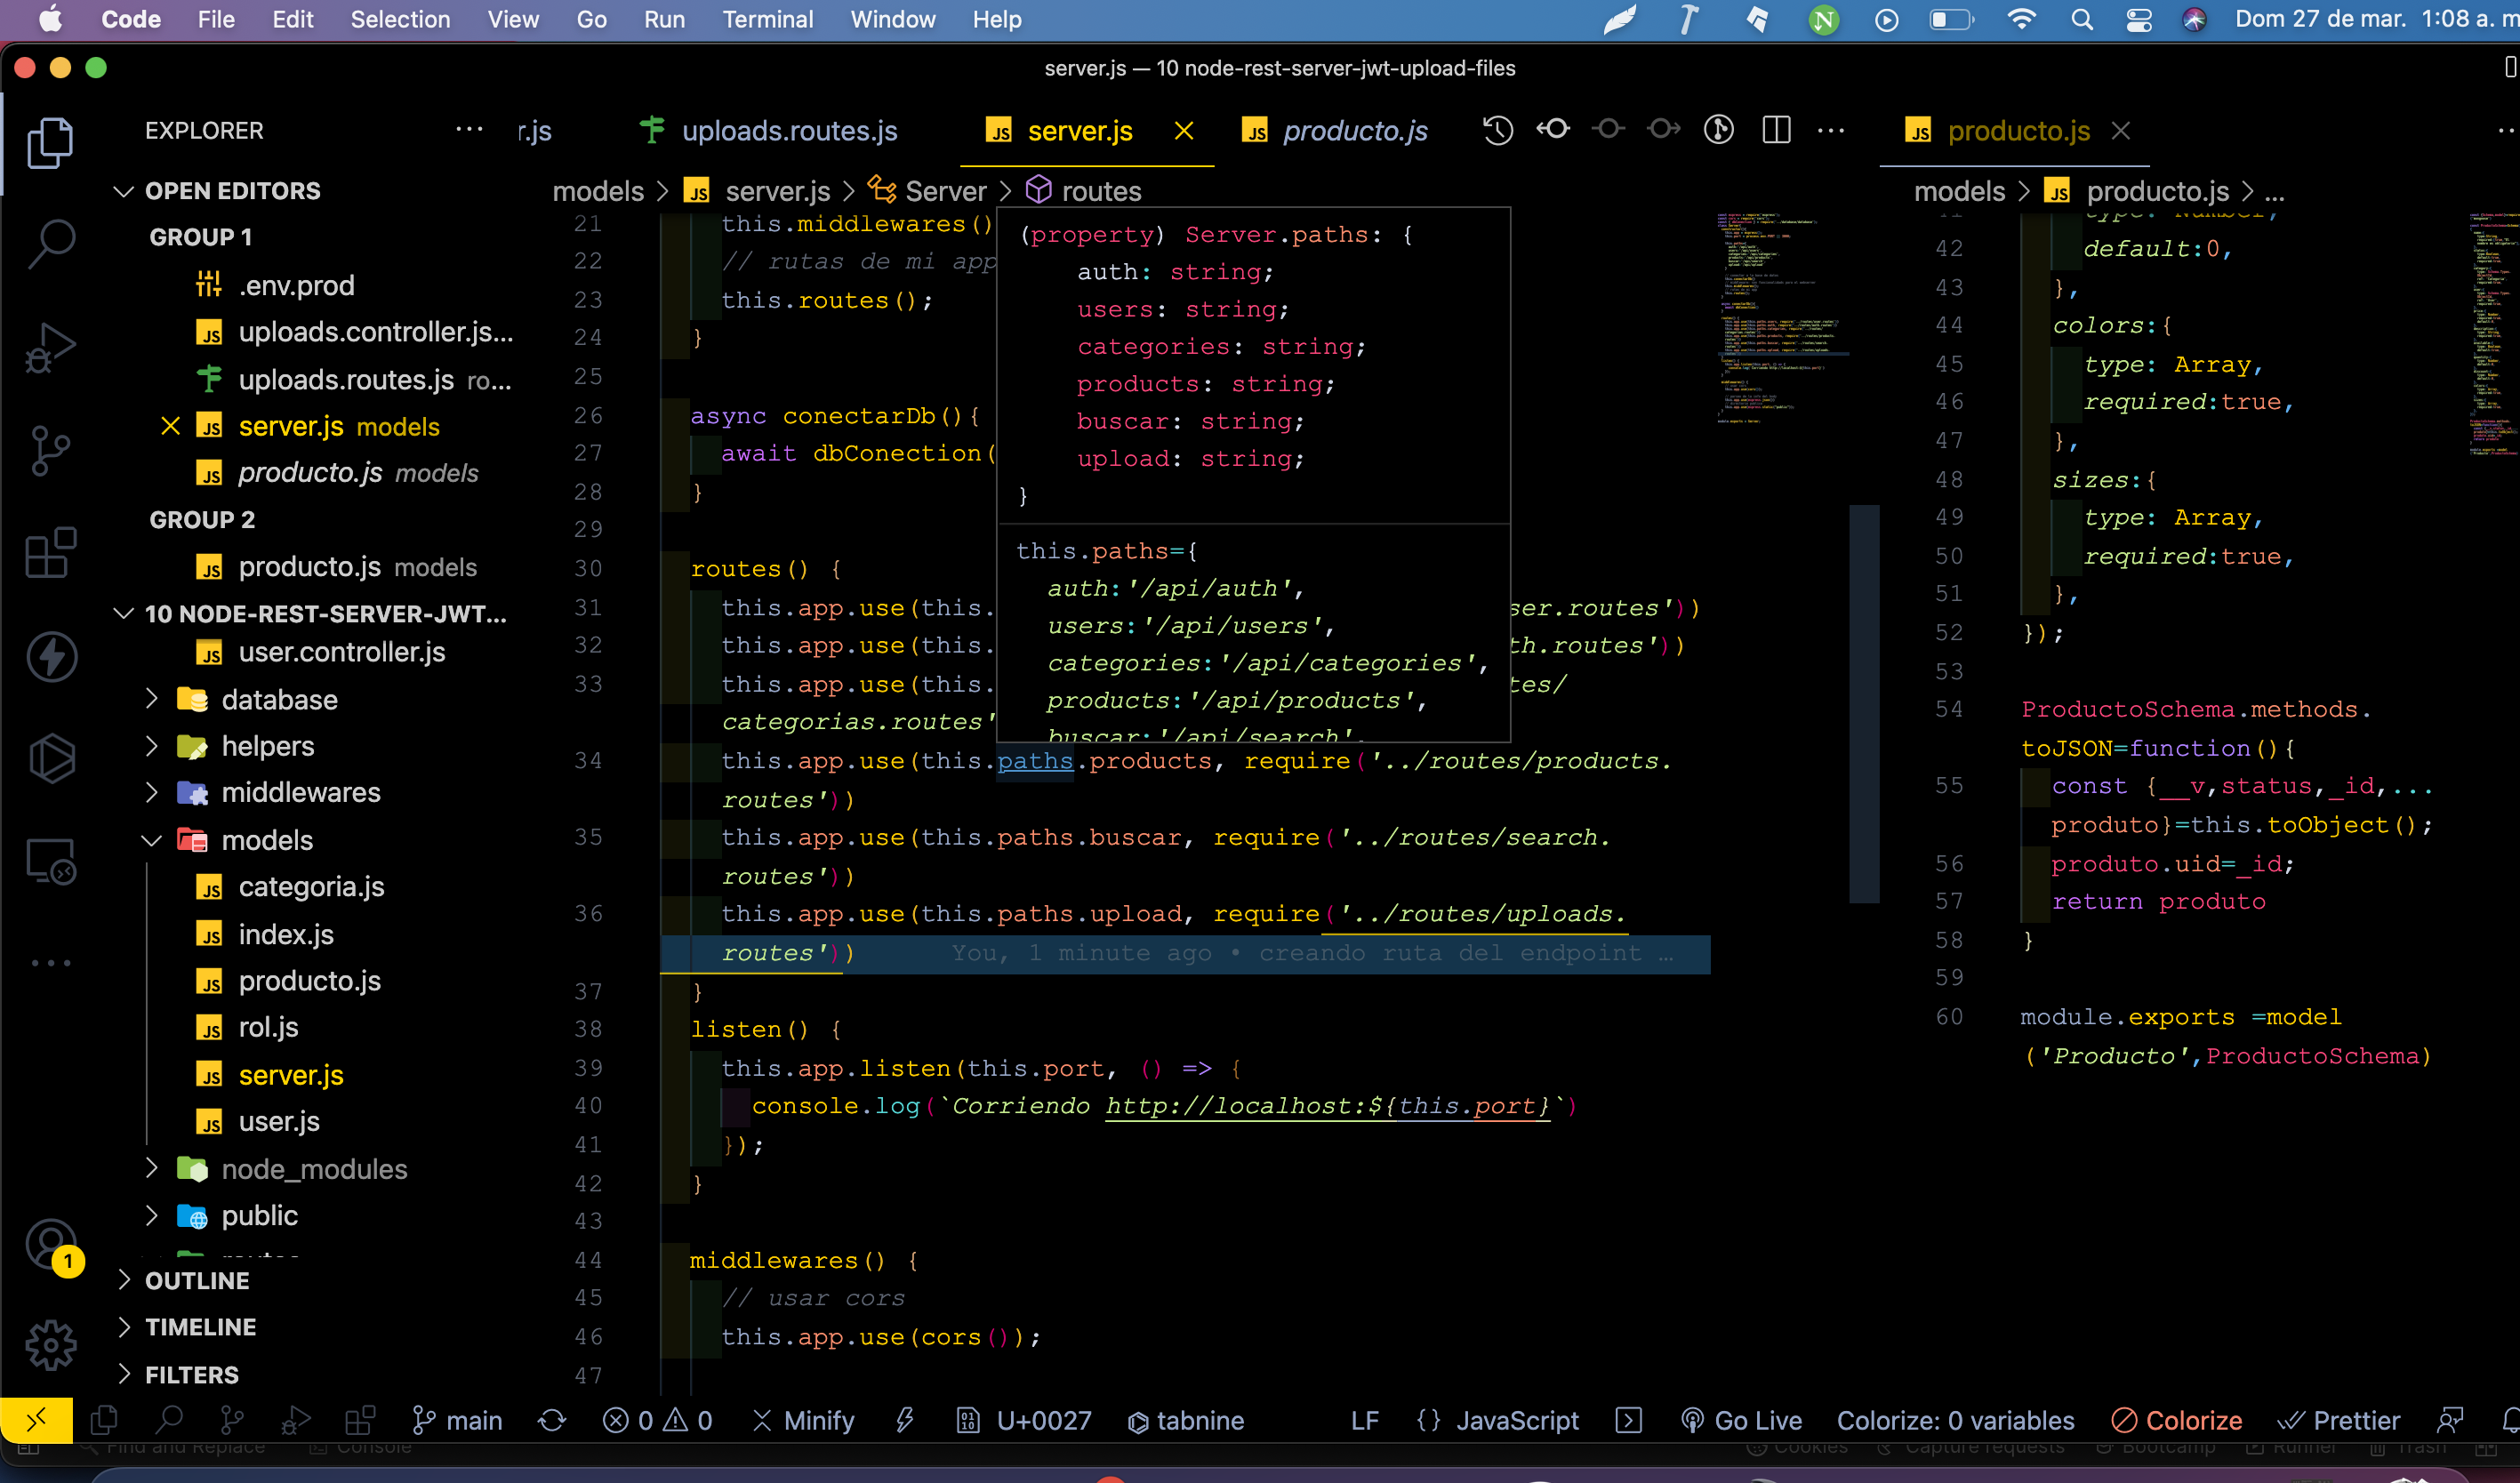 Code File Edit Selection View Go Run Terminal Window Help Dom 27 de mar. 1:08 a. m
server.js — 10 node-rest-server-jwt-upload-files
EXPLORER
OPEN EDITORS
GROUP 1
.env.prod
uploads.controller.js...
uploads.routes.js ro...
server.js models
producto.js models
GROUP 2
producto.js models
10 NODE-REST-SERVER-JWT...
user.controller.js
database
helpers
middlewares
models
categoria.js
index.js
producto.js
rol.js
server.js
user.js
node_modules
public
OUTLINE
TIMELINE
FILTERS
1
r.js uploads.routes.js server.js producto.js
models > server.js > Server > routes
21 this.middlewares()
22 // rutas de mi app
23 this.routes();
24 }
25
26 async conectarDb(){
27 await dbConection(
28 }
29
30 routes() {
31 this.app.use(this. ser.routes'))
32 this.app.use(this. th.routes'))
33 this.app.use(this. tes/
categorias.routes'
34 this.app.use(this.paths.products, require('../routes/products.
routes'))
35 this.app.use(this.paths.buscar, require('../routes/search.
routes'))
36 this.app.use(this.paths.upload, require('../routes/uploads.
routes')) You, 1 minute ago • creando ruta del endpoint …
37 }
38 listen() {
39 this.app.listen(this.port, () => {
40 console.log(`Corriendo http://localhost:${this.port}`)
41 });
42 }
43
44 middlewares() {
45 // usar cors
46 this.app.use(cors());
47
(property) Server.paths: {
auth: string;
users: string;
categories: string;
products: string;
buscar: string;
upload: string;
}
this.paths={
auth:'/api/auth',
users:'/api/users',
categories:'/api/categories',
products:'/api/products',
buscar:'/api/search',
producto.js
models > producto.js > ...
type: Number,
42 default:0,
43 },
44 colors:{
45 type: Array,
46 required:true,
47 },
48 sizes:{
49 type: Array,
50 required:true,
51 },
52 });
53
54 ProductoSchema.methods.
toJSON=function(){
55 const {__v,status,_id,...
produto}=this.toObject();
56 produto.uid=_id;
57 return produto
58 }
59
60 module.exports =model
('Producto',ProductoSchema)
main 0 0 Minify U+0027 tabnine LF {} JavaScript Go Live Colorize: 0 variables Colorize Prettier
Find and Replace Console Cookies Capture requests Bootcamp Runner Trash